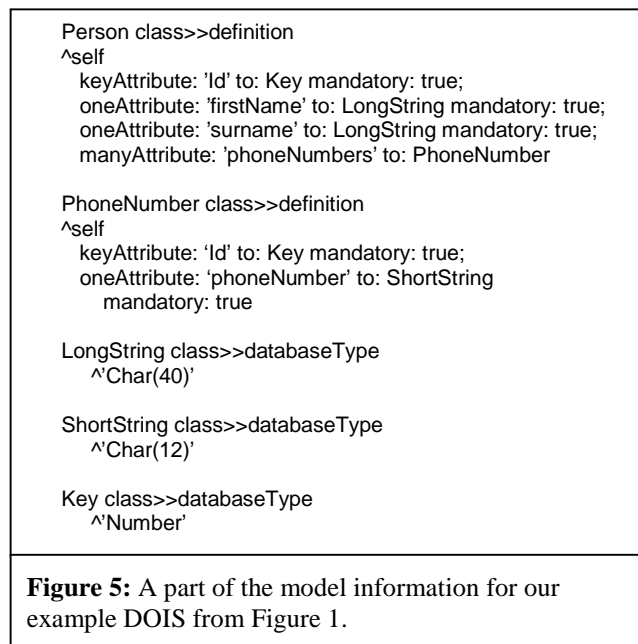 Person class>>definition
^self
keyAttribute: ’Id’ to: Key mandatory: true;
oneAttribute: ’firstName’ to: LongString mandatory: true;
oneAttribute: ’surname’ to: LongString mandatory: true;
manyAttribute: ’phoneNumbers’ to: PhoneNumber
PhoneNumber class>>definition
^self
keyAttribute: ‘Id’ to: Key mandatory: true;
oneAttribute: ‘phoneNumber’ to: ShortString
mandatory: true
LongString class>>databaseType
^’Char(40)’
ShortString class>>databaseType
^’Char(12)’
Key class>>databaseType
^’Number’
Figure 5: A part of the model information for our
example DOIS from Figure 1.